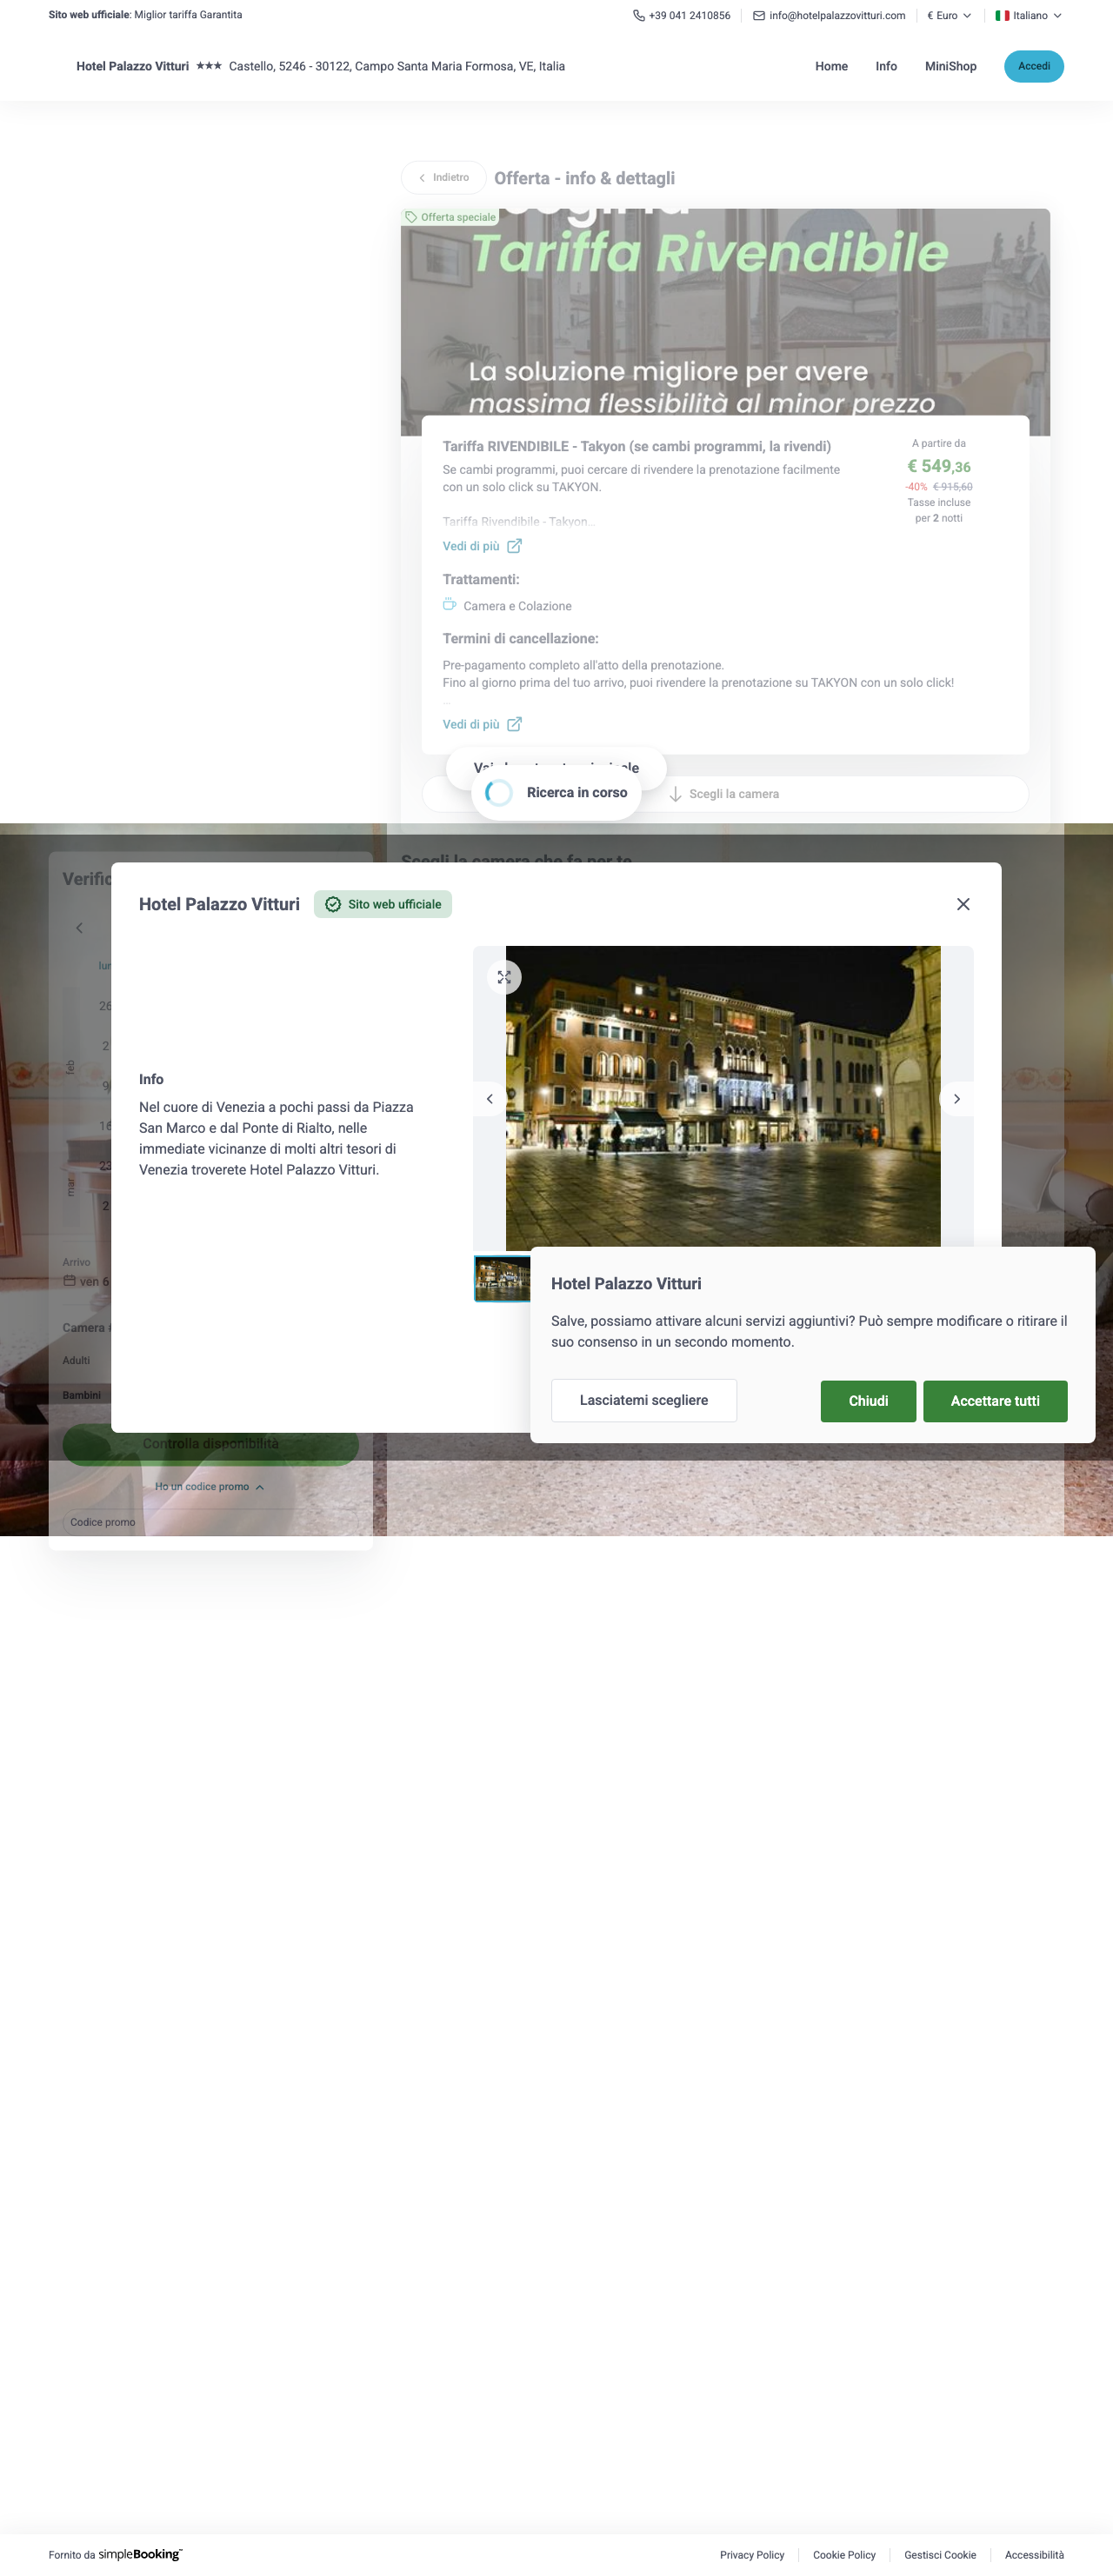 Sito web ufficiale: Miglior tariffa Garantita
+39 041 2410856
info@hotelpalazzovitturi.com
€ Euro
Italiano
Hotel Palazzo Vitturi ★★★ Castello, 5246 - 30122, Campo Santa Maria Formosa, VE, Italia
Home
Info
MiniShop
Accedi
Indietro
Offerta - info & dettagli
Offerta speciale
Tariffa Rivendibile
La soluzione migliore per avere
massima flessibilità al minor prezzo
Tariffa RIVENDIBILE - Takyon (se cambi programmi, la rivendi)
Se cambi programmi, puoi cercare di rivendere la prenotazione facilmente
con un solo click su TAKYON.
Tariffa Rivendibile - Takyon...
Vedi di più
A partire da
€ 549,36
-40% € 915,60
Tasse incluse
per 2 notti
Trattamenti:
Camera e Colazione
Termini di cancellazione:
Pre-pagamento completo all'atto della prenotazione.
Fino al giorno prima del tuo arrivo, puoi rivendere la prenotazione su TAKYON con un solo click!
...
Vedi di più
Ricerca in corso
Scegli la camera
Scegli la camera che fa per te
Hotel Palazzo Vitturi
Sito web ufficiale
Info
Nel cuore di Venezia a pochi passi da Piazza
San Marco e dal Ponte di Rialto, nelle
immediate vicinanze di molti altri tesori di
Venezia troverete Hotel Palazzo Vitturi.
feb
mar
Arrivo
ven 6
Camera
Adulti
Bambini
Hotel Palazzo Vitturi
Salve, possiamo attivare alcuni servizi aggiuntivi? Può sempre modificare o ritirare il
suo consenso in un secondo momento.
Lasciatemi scegliere
Chiudi
Accettare tutti
Controlla disponibilità
Ho un codice promo
Codice promo
Fornito da simpleBooking™
Privacy Policy
Cookie Policy
Gestisci Cookie
Accessibilità